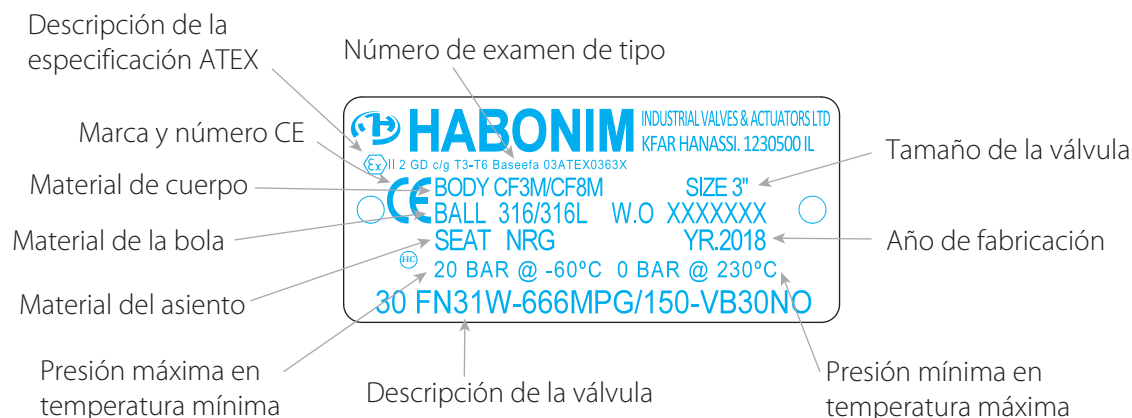 Descripción de la
especificación ATEX
Número de examen de tipo
HABONIM
INDUSTRIAL VALVES & ACTUATORS LTD
KFAR HANASSI. 1230500 IL
Marca y número CE
Ex II 2 GD c/g T3-T6 Baseefa 03ATEX0363X
Tamaño de la válvula
Material de cuerpo
CE
BODY CF3M/CF8M SIZE 3"
BALL 316/316L W.O XXXXXXX
Material de la bola
SEAT NRG YR.2018
Año de fabricación
HC
20 BAR @ -60ºC 0 BAR @ 230ºC
Material del asiento
30 FN31W-666MPG/150-VB30NO
Presión máxima en
temperatura mínima
Descripción de la válvula
Presión mínima en
temperatura máxima